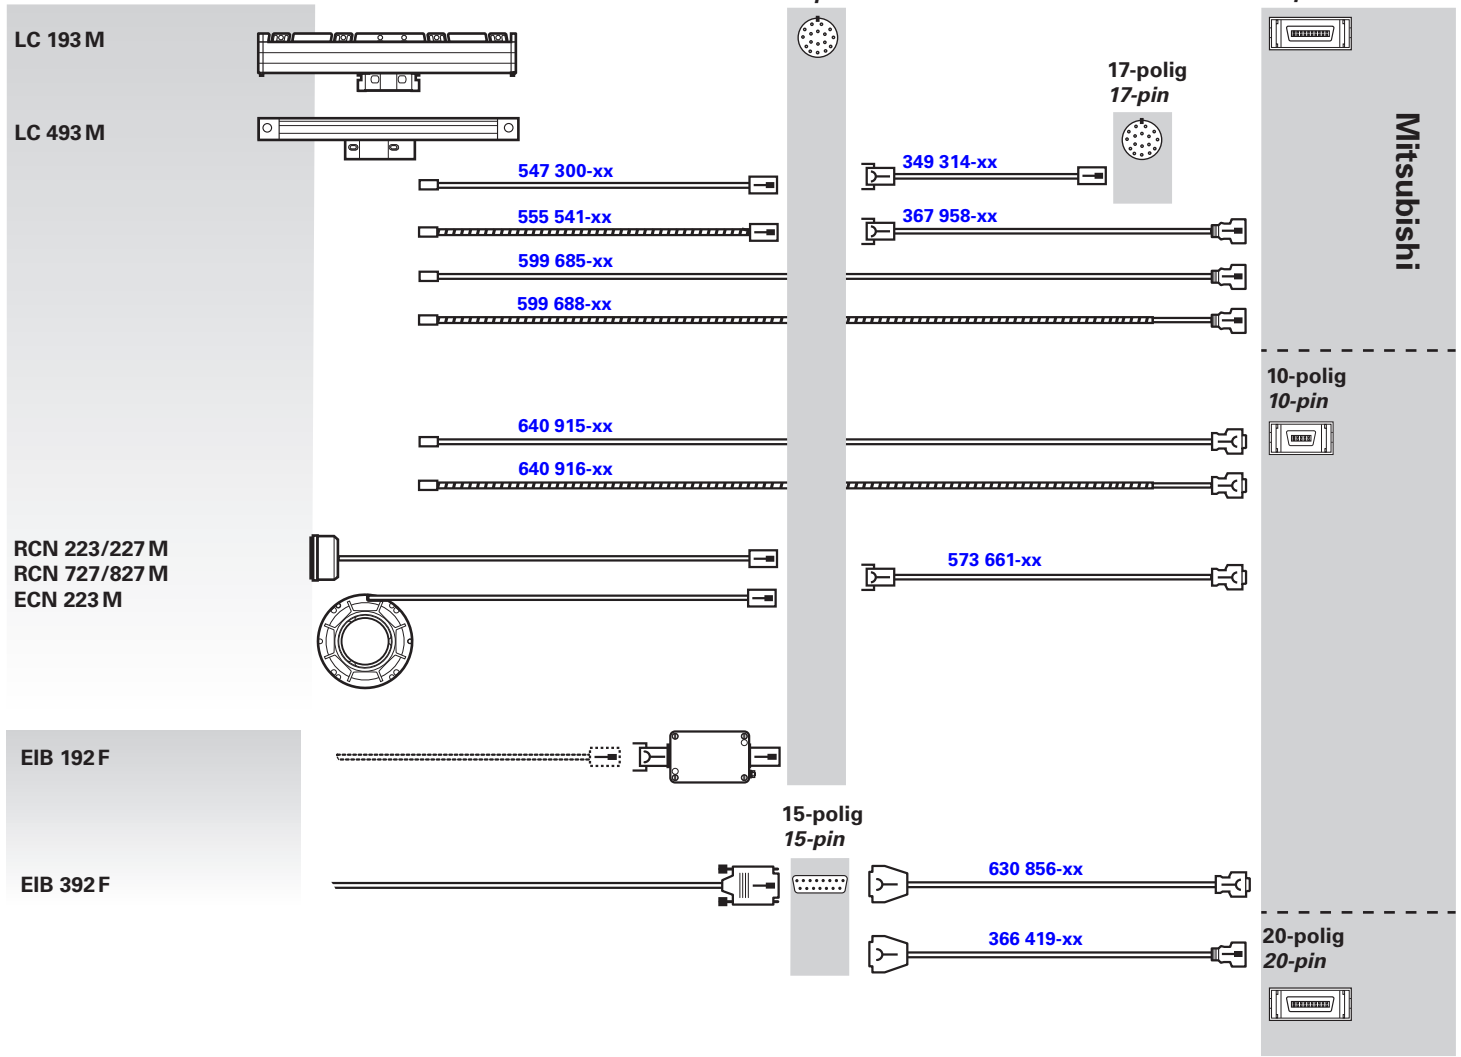 LC 193 M
17-polig
17-pin
LC 493 M
Mitsubishi
547 300-xx
349 314-xx
555 541-xx
367 958-xx
599 685-xx
599 688-xx
10-polig
10-pin
640 915-xx
640 916-xx
RCN 223/227 M
RCN 727/827 M
ECN 223 M
573 661-xx
EIB 192 F
15-polig
15-pin
EIB 392 F
630 856-xx
366 419-xx
20-polig
20-pin